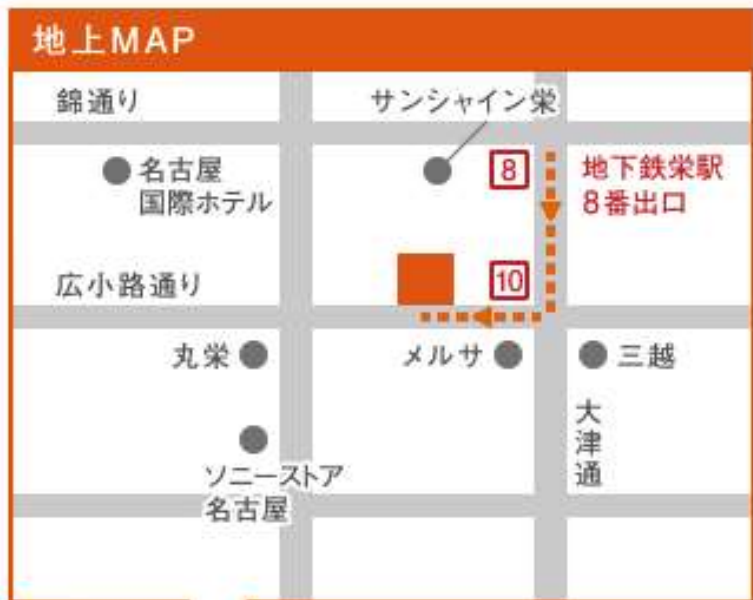 地上MAP
錦通り
サンシャイン栄
名古屋
国際ホテル
8
地下鉄栄駅
8番出口
広小路通り
10
丸栄
メルサ
三越
大津通
ソニーストア
名古屋